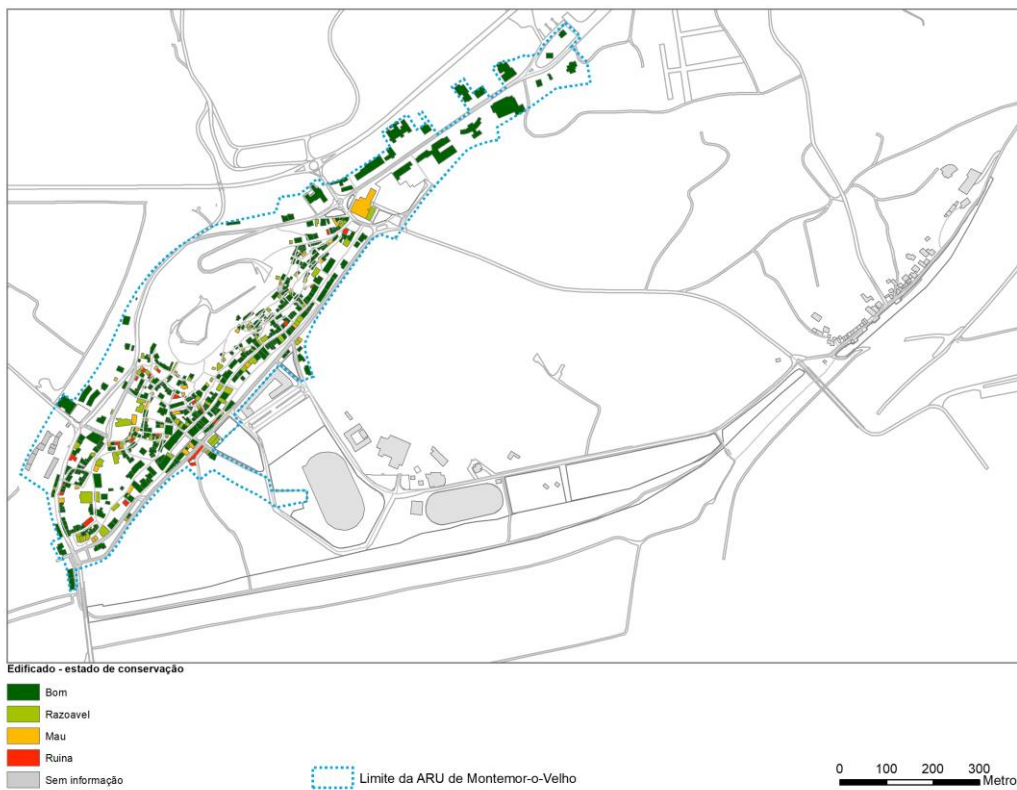 Edificado - estado de conservação
Bom
Razoavel
Mau
Ruina
Sem informação
Limite da ARU de Montemor-o-Velho
0 100 200 300
Metro